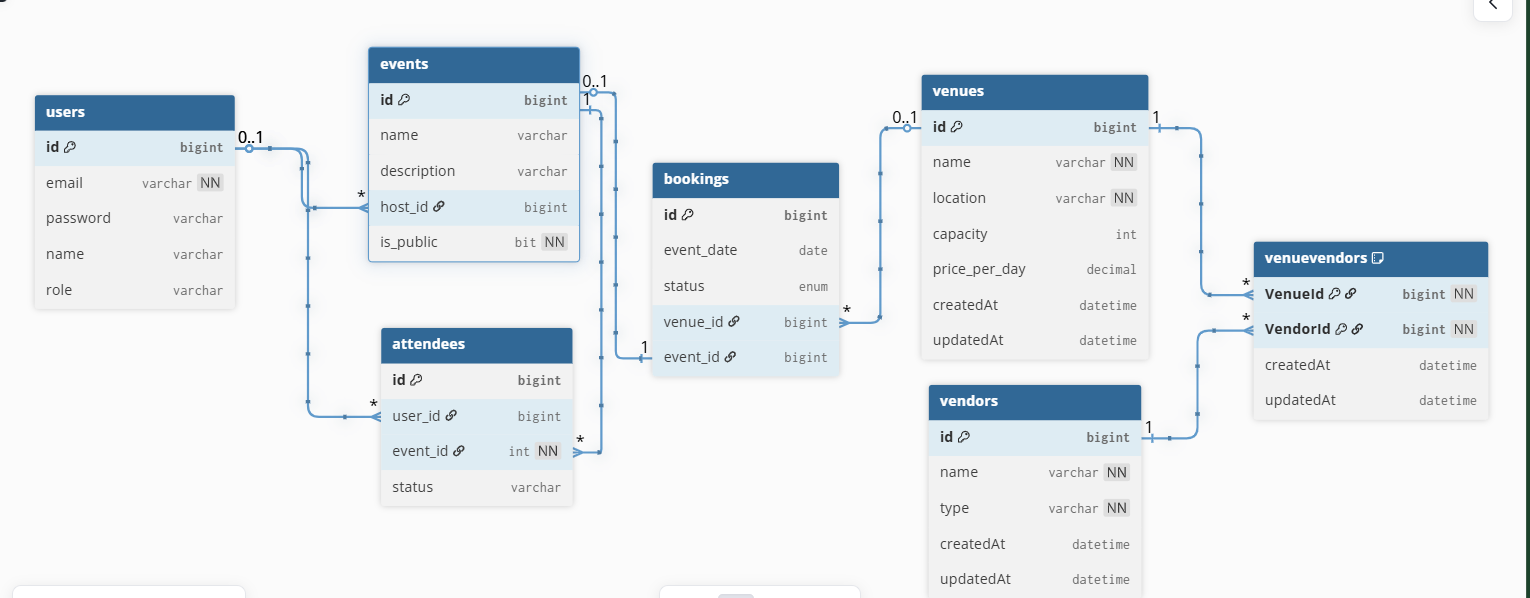 users
id bigint
email varchar NN
password varchar
name varchar
role varchar
0..1
*
*
events
id bigint
name varchar
description varchar
host_id bigint
is_public bit NN
0..1
1
attendees
id bigint
user_id bigint
event_id int NN
status varchar
*
bookings
id bigint
event_date date
status enum
venue_id bigint
event_id bigint
1
*
0..1
venues
id bigint
name varchar NN
location varchar NN
capacity int
price_per_day decimal
createdAt datetime
updatedAt datetime
1
vendors
id bigint
name varchar NN
type varchar NN
createdAt datetime
updatedAt datetime
1
*
*
venuevendors
VenueId bigint NN
VendorId bigint NN
createdAt datetime
updatedAt datetime